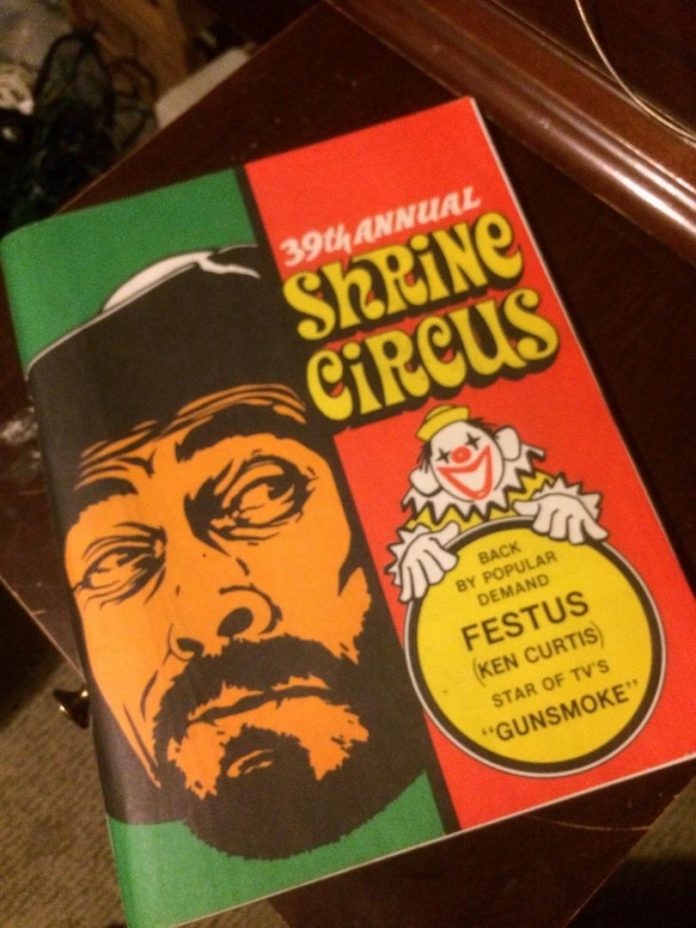 39th ANNUAL
ShRiNe
CiRCUS
BACK
BY POPULAR
DEMAND
FESTUS
(KEN CURTIS)
STAR OF TV'S
"GUNSMOKE"